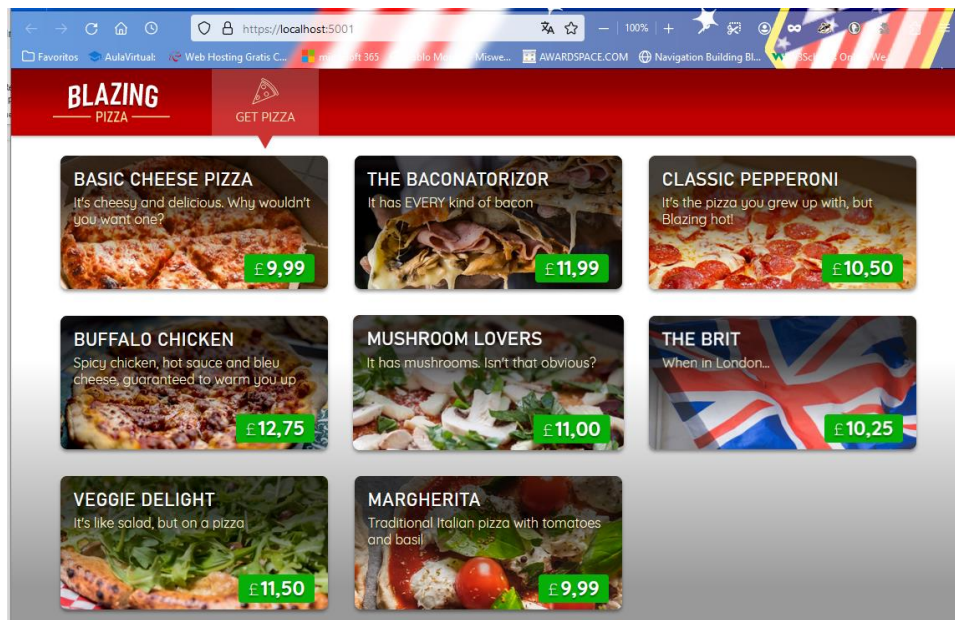 https://localhost:5001
100%
Favoritos AulaVirtual: Web Hosting Gratis C... 365 Miswe... AWARDSPACE.COM Navigation Building Bl...
BLAZING
PIZZA
GET PIZZA
BASIC CHEESE PIZZA THE BACONATORIZOR CLASSIC PEPPERONI
It's cheesy and delicious. Why wouldn't It has EVERY kind of bacon It's the pizza you grew up with, but
you want one? Blazing hot!
£9,99 £11,99 £10,50
BUFFALO CHICKEN MUSHROOM LOVERS THE BRIT
Spicy chicken, hot sauce and bleu It has mushrooms. Isn't that obvious? When in London...
cheese, guaranteed to warm you up
£12,75 £11,00 £10,25
VEGGIE DELIGHT MARGHERITA
It's like salad, but on a pizza Traditional Italian pizza with tomatoes
and basil
£11,50 £9,99